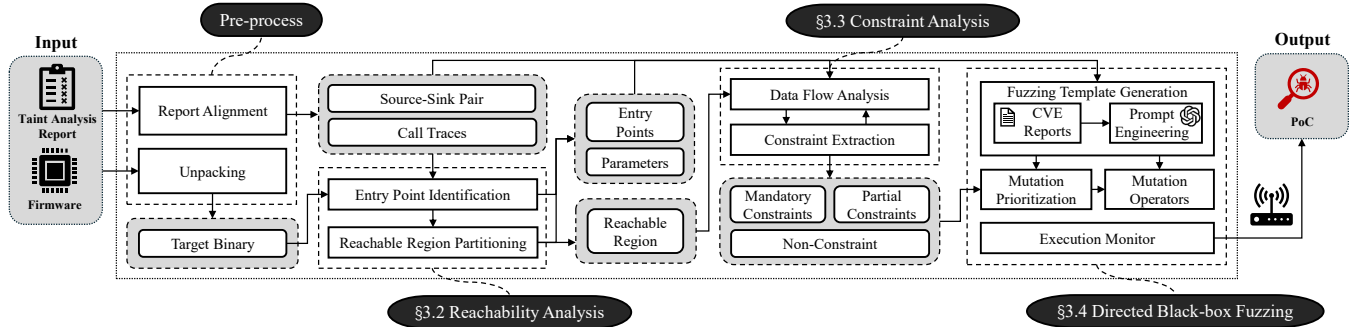 Pre-process
§3.3 Constraint Analysis
Input
Output
Taint Analysis
Report
Firmware
Report Alignment
Unpacking
Target Binary
Source-Sink Pair
Call Traces
Entry Point Identification
Reachable Region Partitioning
Entry
Points
Parameters
Reachable
Region
Data Flow Analysis
Constraint Extraction
Mandatory
Constraints
Partial
Constraints
Non-Constraint
Fuzzing Template Generation
CVE
Reports
Prompt
Engineering
Mutation
Prioritization
Mutation
Operators
Execution Monitor
PoC
§3.2 Reachability Analysis
§3.4 Directed Black-box Fuzzing